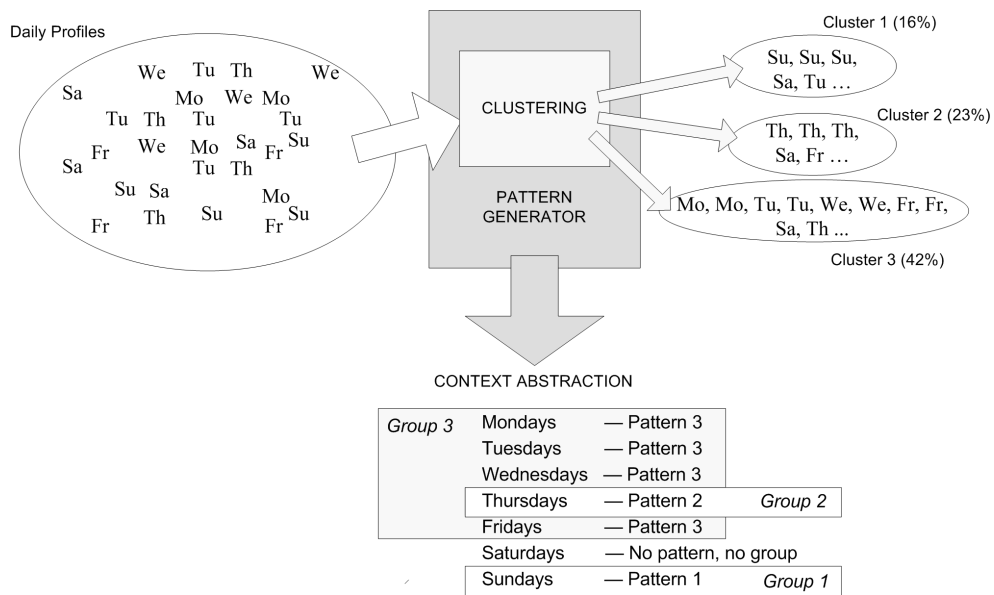 Daily Profiles
We Tu Th We
Sa
Mo We Mo
Tu Th Tu Tu
We Mo Sa Fr Su
Fr
Sa Tu Th
Su Sa
Mo
Th Su Su
Fr Fr
CLUSTERING
PATTERN
GENERATOR
Cluster 1 (16%)
Su, Su, Su,
Sa, Tu …
Cluster 2 (23%)
Th, Th, Th,
Sa, Fr …
Mo, Mo, Tu, Tu, We, We, Fr, Fr,
Sa, Th ...
Cluster 3 (42%)
CONTEXT ABSTRACTION
Group 3 Mondays — Pattern 3
Tuesdays — Pattern 3
Wednesdays — Pattern 3
Thursdays — Pattern 2 Group 2
Fridays — Pattern 3
Saturdays — No pattern, no group
Sundays — Pattern 1 Group 1